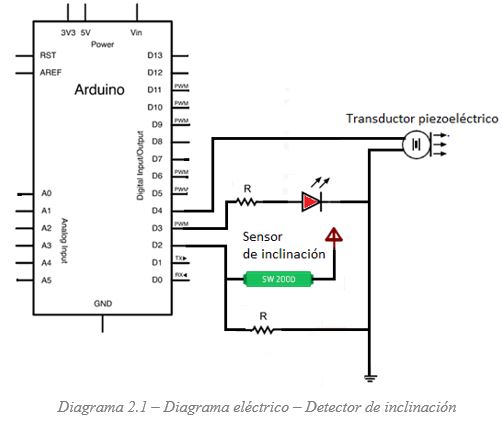 3V3 5V Vin
Power
RST D13
AREF D12
Arduino D11 PWM
D10 PWM
D9 PWM
D8
D7
D6 PWM
A0 D5 PWM
A1 D4
A2 D3 PWM
A3 D2
A4 D1 TX
A5 D0 RX
Digital Input/Output
Analog Input
GND
Transductor piezoeléctrico
R
Sensor
de inclinación
SW 200D
R
Diagrama 2.1 – Diagrama eléctrico – Detector de inclinación